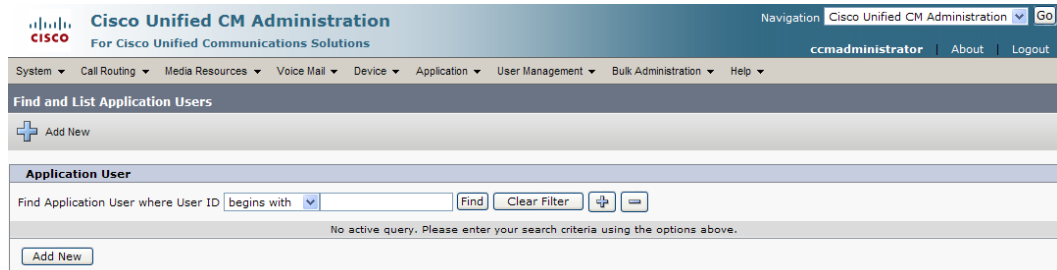 Cisco Unified CM Administration
Navigation Cisco Unified CM Administration Go
CISCO
For Cisco Unified Communications Solutions
ccmadministrator | About | Logout
System Call Routing Media Resources Voice Mail Device Application User Management Bulk Administration Help
Find and List Application Users
Add New
Application User
Find Application User where User ID begins with Find Clear Filter
No active query. Please enter your search criteria using the options above.
Add New